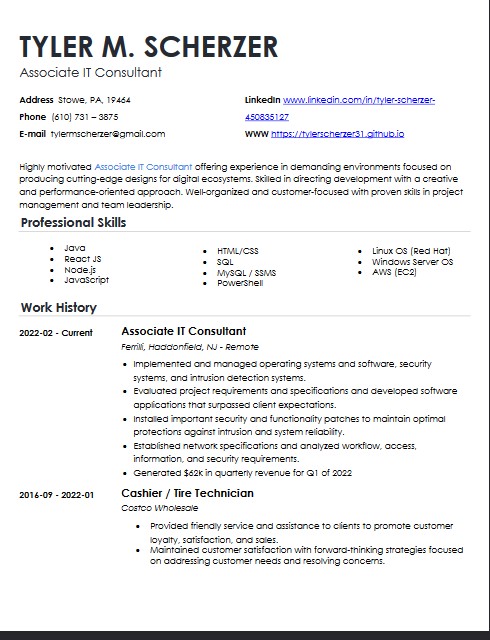 TYLER M. SCHERZER
Associate IT Consultant
Address Stowe, PA, 19464
Phone (610) 731 – 3875
E-mail tylermscherzer@gmail.com
LinkedIn www.linkedin.com/in/tyler-scherzer-
450835127
WWW https://tylerscherzer31.github.io
Highly motivated Associate IT Consultant offering experience in demanding environments focused on
producing cutting-edge designs for digital ecosystems. Skilled in directing development with a creative
and performance-oriented approach. Well-organized and customer-focused with proven skills in project
management and team leadership.
Professional Skills
• Java
• React JS
• Node.js
• JavaScript
• HTML/CSS
• SQL
• MySQL / SSMS
• PowerShell
• Linux OS (Red Hat)
• Windows Server OS
• AWS (EC2)
Work History
2022-02 - Current
Associate IT Consultant
Ferrilli, Haddonfield, NJ - Remote
• Implemented and managed operating systems and software, security
systems, and intrusion detection systems.
• Evaluated project requirements and specifications and developed software
applications that surpassed client expectations.
• Installed important security and functionality patches to maintain optimal
protections against intrusion and system reliability.
• Established network specifications and analyzed workflow, access,
information, and security requirements.
• Generated $62K in quarterly revenue for Q1 of 2022
2016-09 - 2022-01
Cashier / Tire Technician
Costco Wholesale
• Provided friendly service and assistance to clients to promote customer
loyalty, satisfaction, and sales.
• Maintained customer satisfaction with forward-thinking strategies focused
on addressing customer needs and resolving concerns.